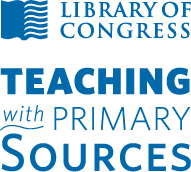 LIBRARY OF
CONGRESS
TEACHING
with PRIMARY
SOURCES